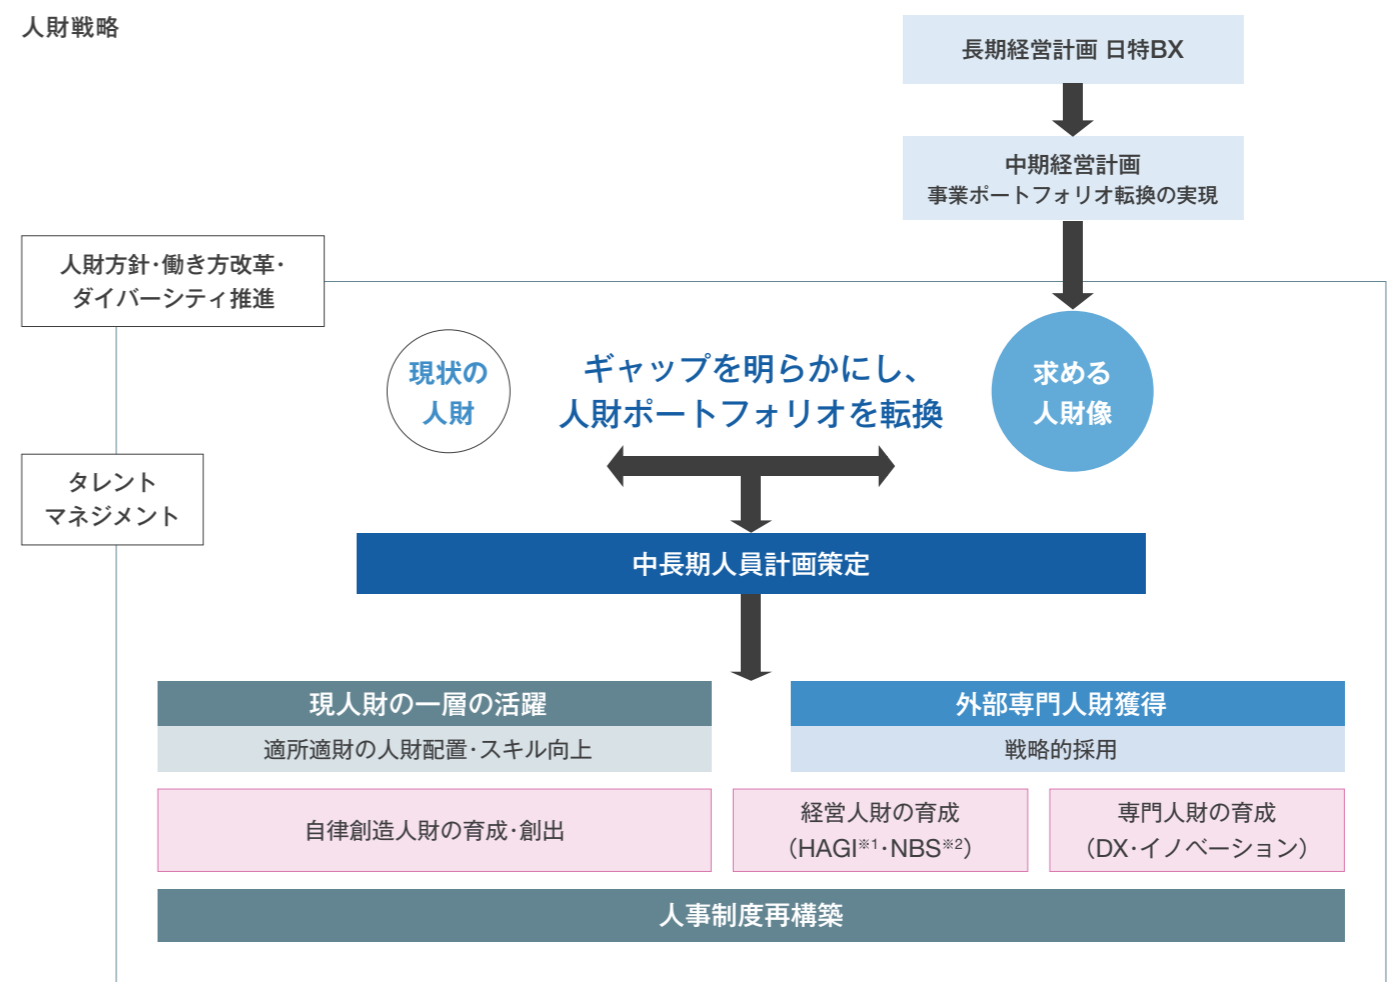 人財戦略
長期経営計画 日特BX
中期経営計画
事業ポートフォリオ転換の実現
人財方針･働き方改革･
ダイバーシティ推進
現状の
人財
ギャップを明らかにし、
人財ポートフォリオを転換
求める
人財像
タレント
マネジメント
中長期人員計画策定
現人財の一層の活躍
適所適財の人財配置･スキル向上
外部専門人財獲得
戦略的採用
自律創造人財の育成･創出
経営人財の育成
（HAGI※1･NBS※2）
専門人財の育成
（DX･イノベーション）
人事制度再構築